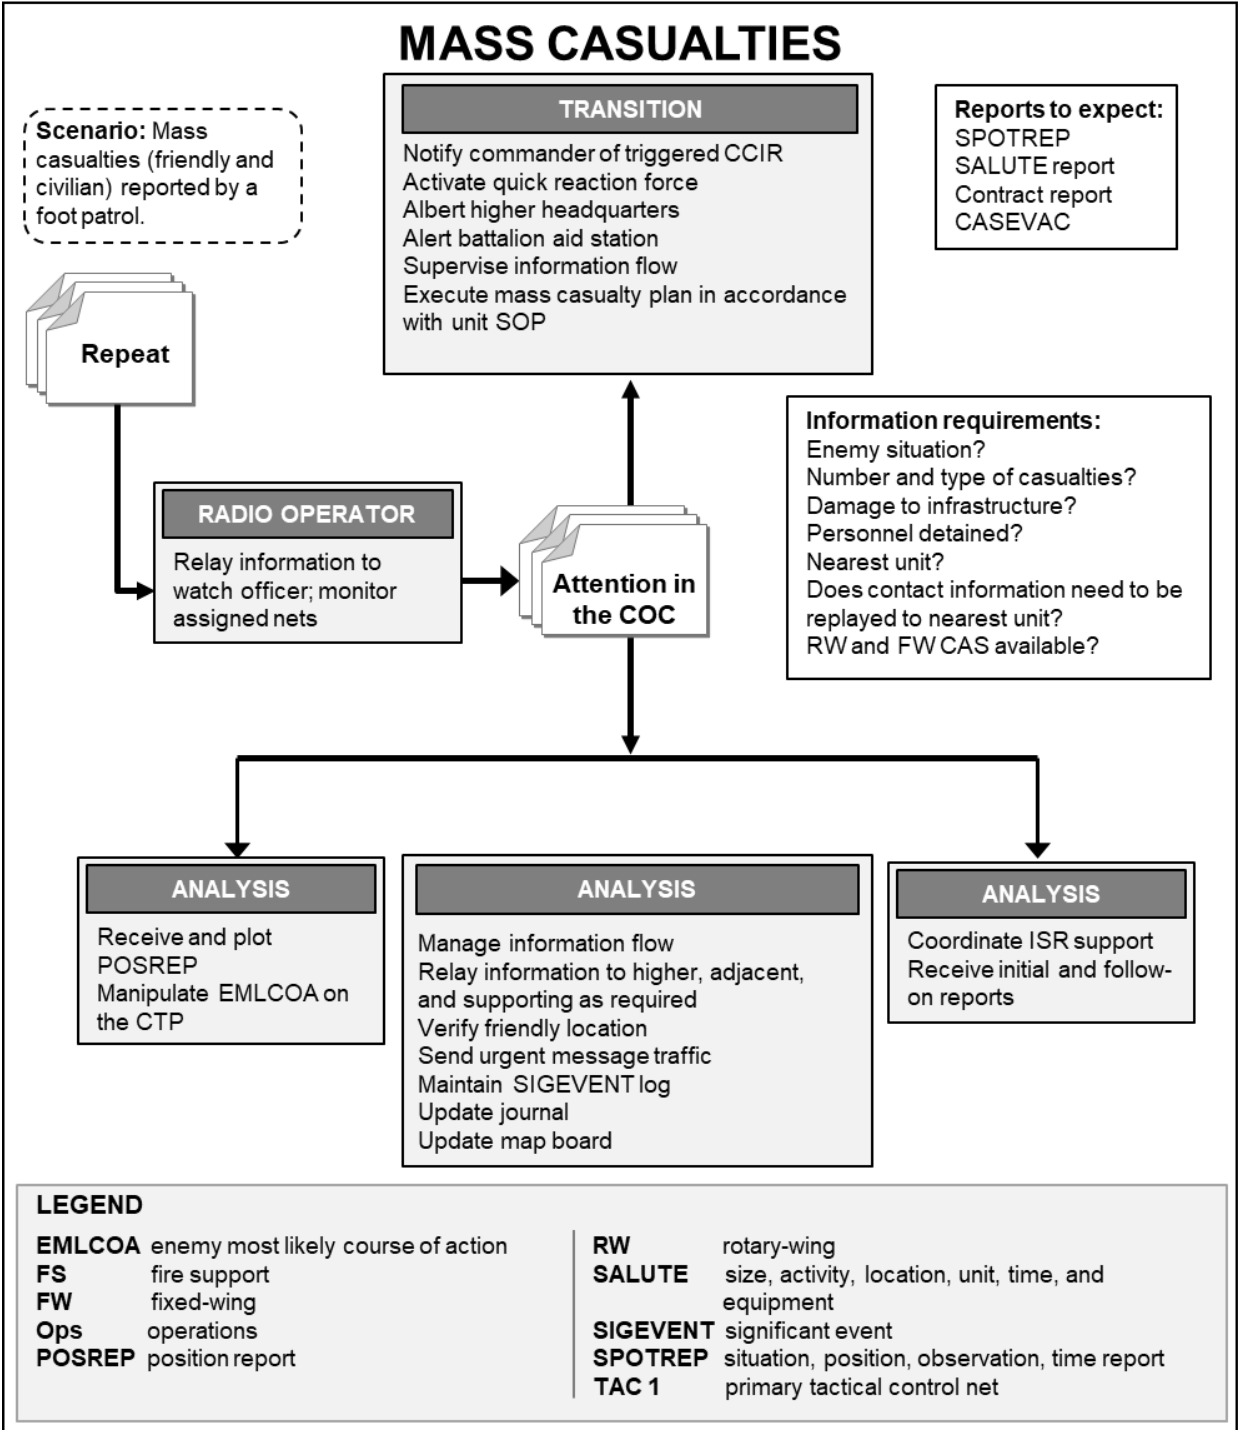 MASS CASUALTIES
Scenario: Mass
casualties (friendly and
civilian) reported by a
foot patrol.
TRANSITION
Notify commander of triggered CCIR
Activate quick reaction force
Albert higher headquarters
Alert battalion aid station
Supervise information flow
Execute mass casualty plan in accordance
with unit SOP
Reports to expect:
SPOTREP
SALUTE report
Contract report
CASEVAC
Repeat
RADIO OPERATOR
Relay information to
watch officer; monitor
assigned nets
Attention in
the COC
Information requirements:
Enemy situation?
Number and type of casualties?
Damage to infrastructure?
Personnel detained?
Nearest unit?
Does contact information need to be
replayed to nearest unit?
RW and FW CAS available?
ANALYSIS
Receive and plot
POSREP
Manipulate EMLCOA on
the CTP
ANALYSIS
Manage information flow
Relay information to higher, adjacent,
and supporting as required
Verify friendly location
Send urgent message traffic
Maintain SIGEVENT log
Update journal
Update map board
ANALYSIS
Coordinate ISR support
Receive initial and follow-
on reports
LEGEND
EMLCOA enemy most likely course of action
FS fire support
FW fixed-wing
Ops operations
POSREP position report
RW rotary-wing
SALUTE size, activity, location, unit, time, and
equipment
SIGEVENT significant event
SPOTREP situation, position, observation, time report
TAC 1 primary tactical control net